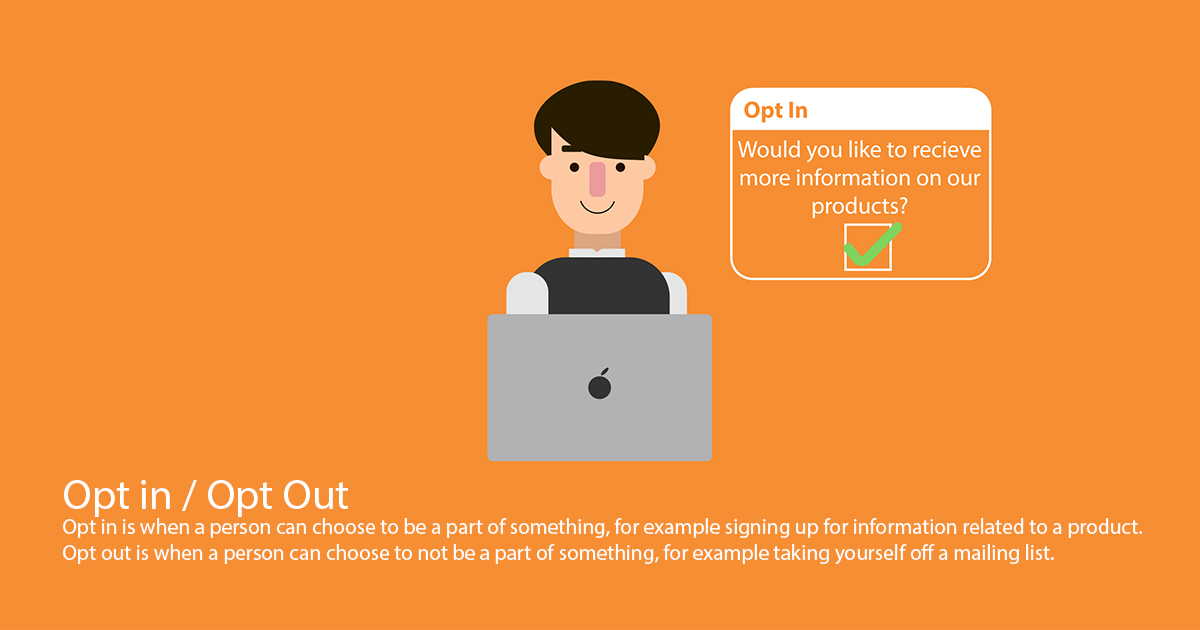 Opt In
Would you like to recieve
more information on our
products?
Opt in / Opt Out
Opt in is when a person can choose to be a part of something, for example signing up for information related to a product.
Opt out is when a person can choose to not be a part of something, for example taking yourself off a mailing list.